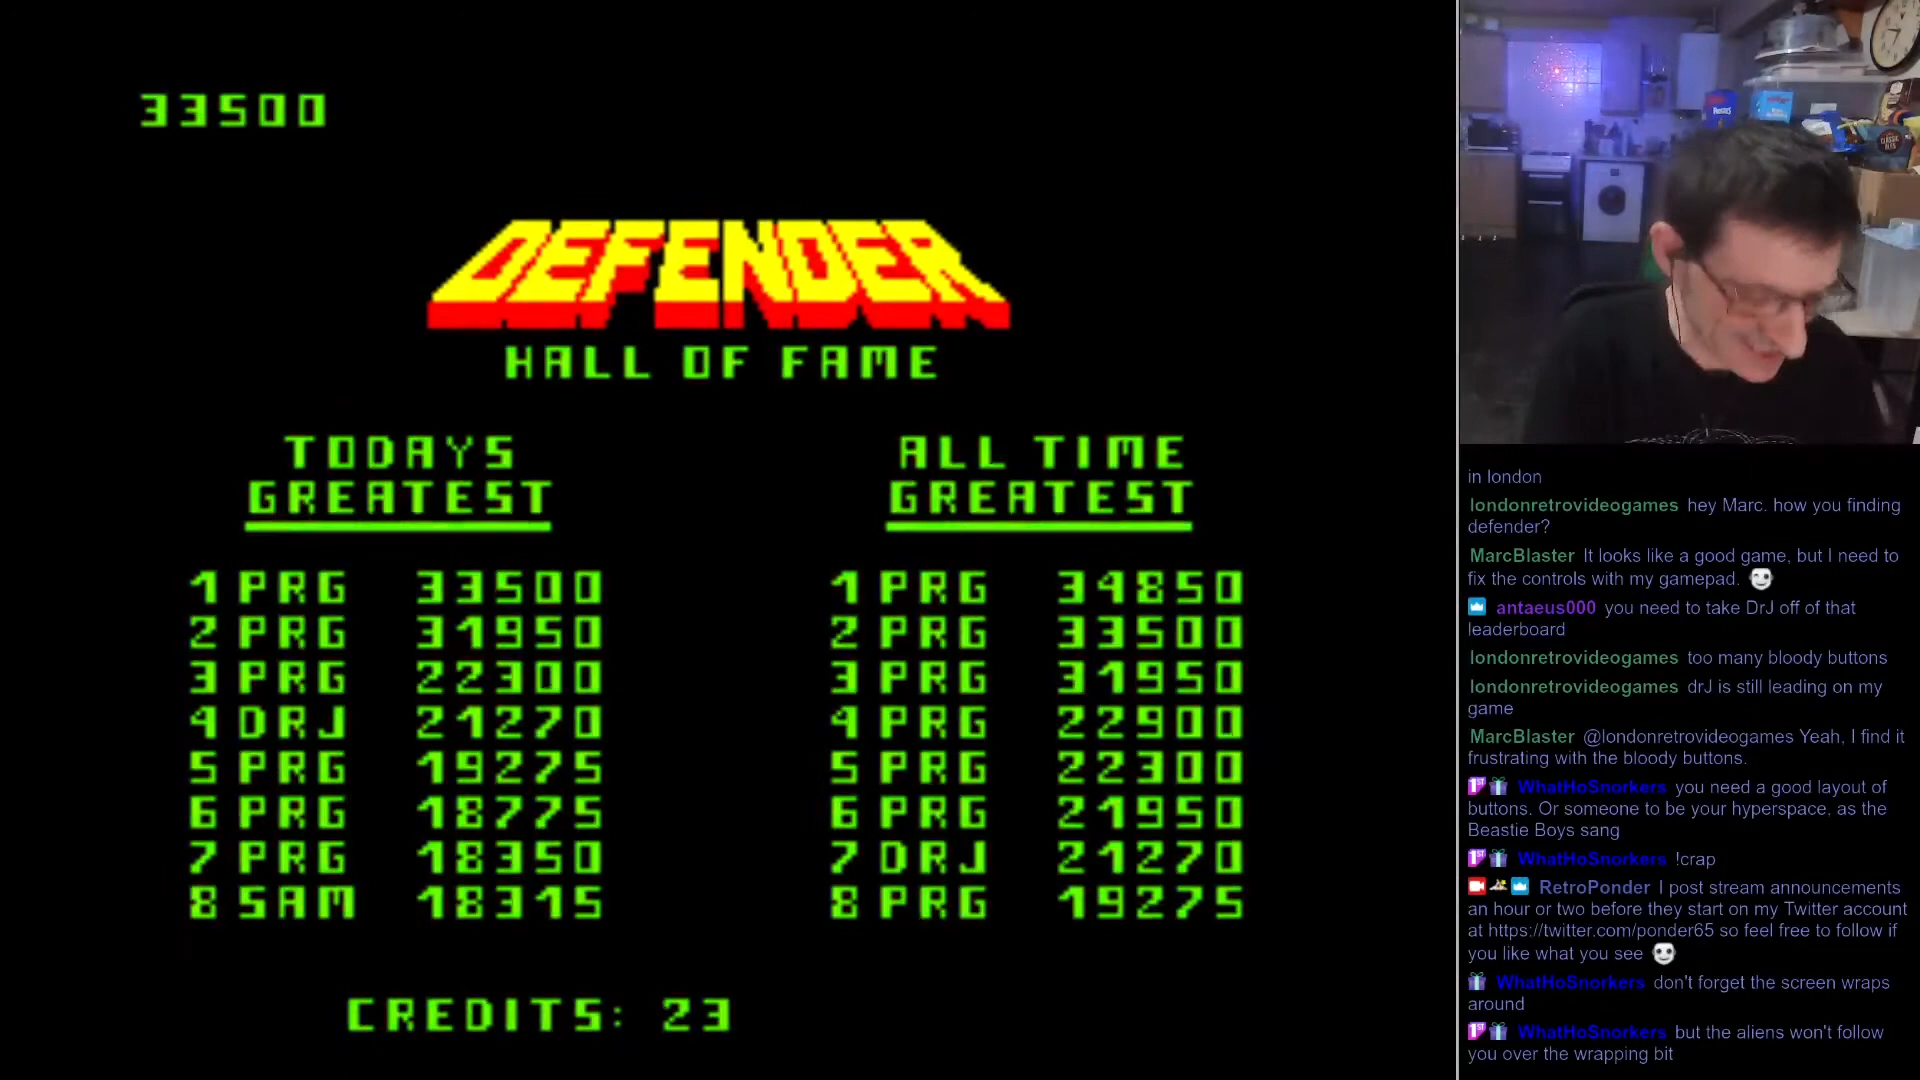 33500
DEFENDER
HALL OF FAME
TODAYS
GREATEST
1 PRG 33500
2 PRG 31950
3 PRG 22300
4 DRJ 21270
5 PRG 19275
6 PRG 18775
7 PRG 18350
8 SAM 18315
ALL TIME
GREATEST
1 PRG 34850
2 PRG 33500
3 PRG 31950
4 PRG 22900
5 PRG 22300
6 PRG 21950
7 DRJ 21270
8 PRG 19275
CREDITS: 23
in london
londonretrovideogames hey Marc. how you finding
defender?
MarcBlaster It looks like a good game, but I need to
fix the controls with my gamepad.
antaeus000 you need to take DrJ off of that
leaderboard
londonretrovideogames too many bloody buttons
londonretrovideogames drJ is still leading on my
game
MarcBlaster @londonretrovideogames Yeah, I find it
frustrating with the bloody buttons.
1ST WhatHoSnorkers you need a good layout of
buttons. Or someone to be your hyperspace, as the
Beastie Boys sang
1ST WhatHoSnorkers !crap
RetroPonder I post stream announcements
an hour or two before they start on my Twitter account
at https://twitter.com/ponder65 so feel free to follow if
you like what you see
WhatHoSnorkers don't forget the screen wraps
around
1ST WhatHoSnorkers but the aliens won't follow
you over the wrapping bit